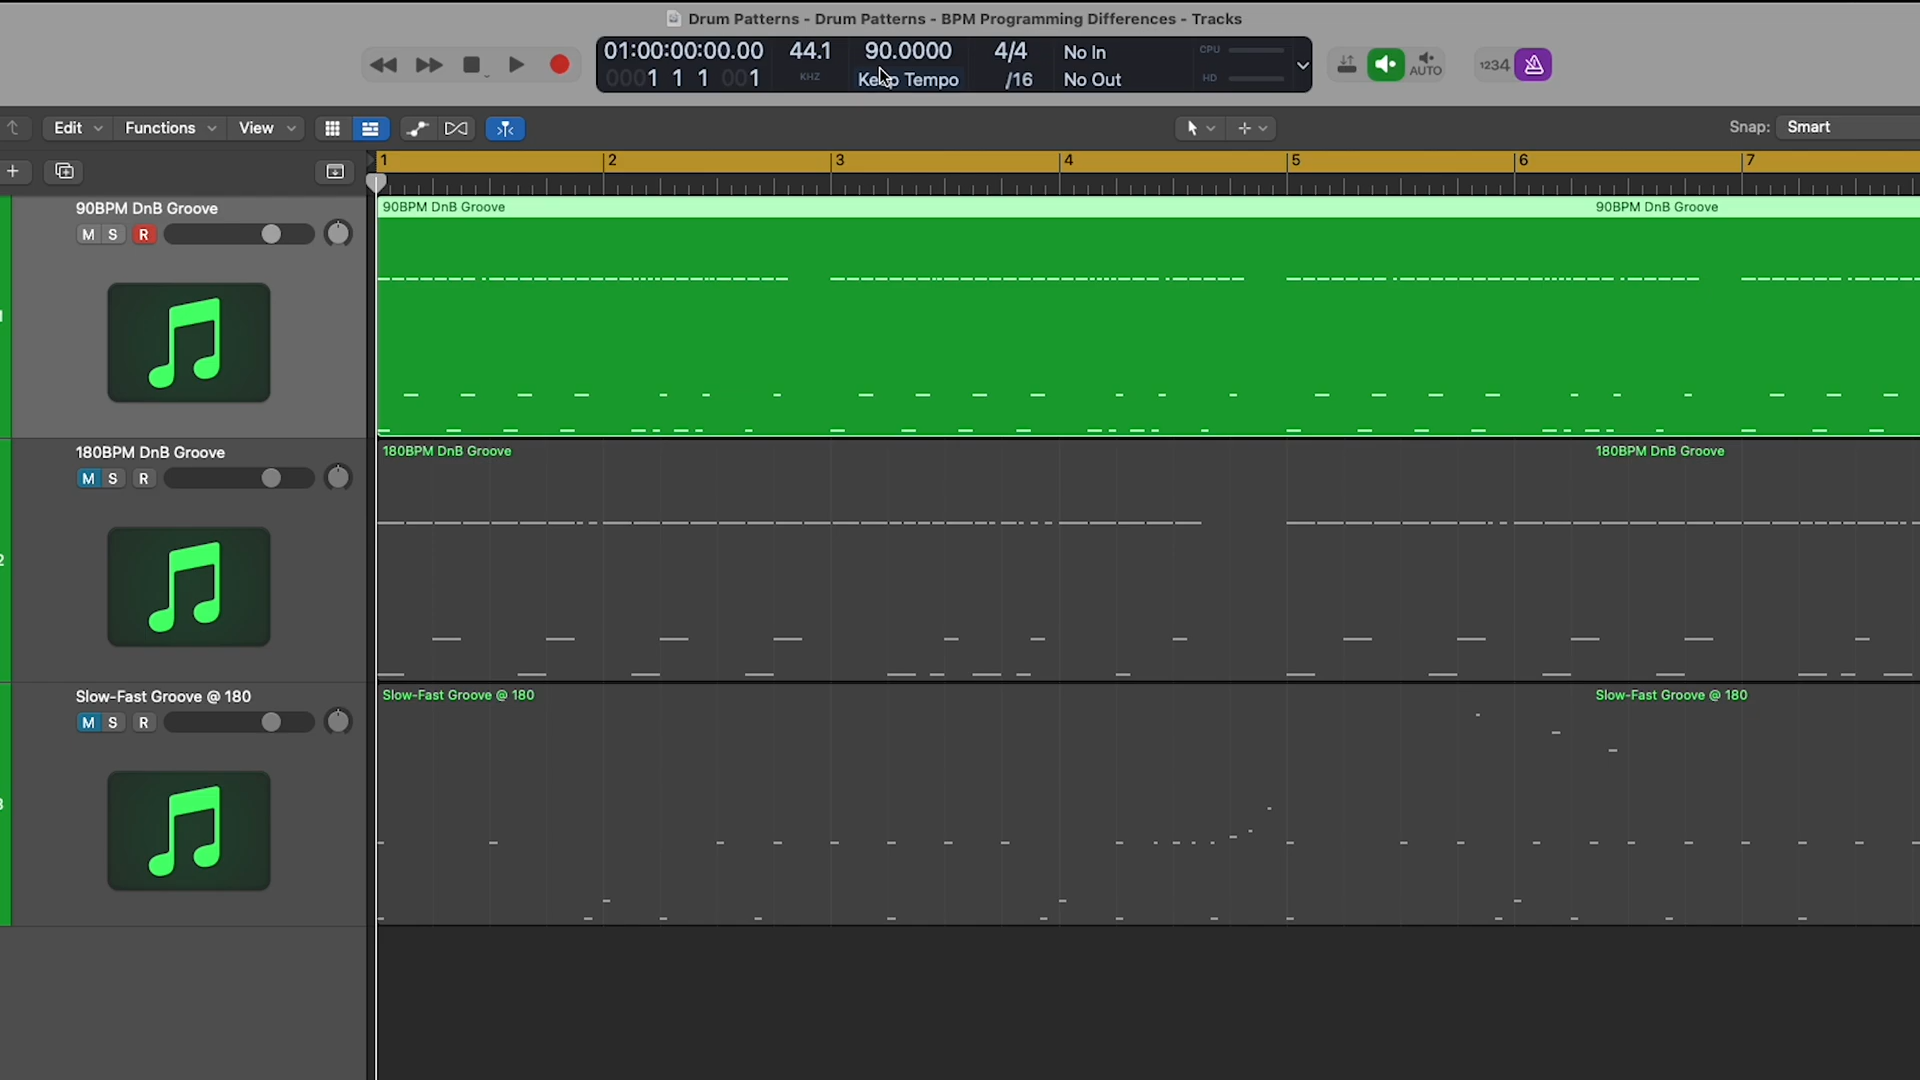 Drum Patterns - Drum Patterns - BPM Programming Differences - Tracks
01:00:00:00.00 44.1 90.0000 4/4 No In CPU
0001 1 1 001 KHZ Keep Tempo /16 No Out HD
AUTO 1234
Edit Functions View Snap: Smart
1 2 3 4 5 6 7
90BPM DnB Groove
M S R
90BPM DnB Groove 90BPM DnB Groove
1
180BPM DnB Groove
M S R
180BPM DnB Groove 180BPM DnB Groove
2
Slow-Fast Groove @ 180
M S R
Slow-Fast Groove @ 180 Slow-Fast Groove @ 180
3